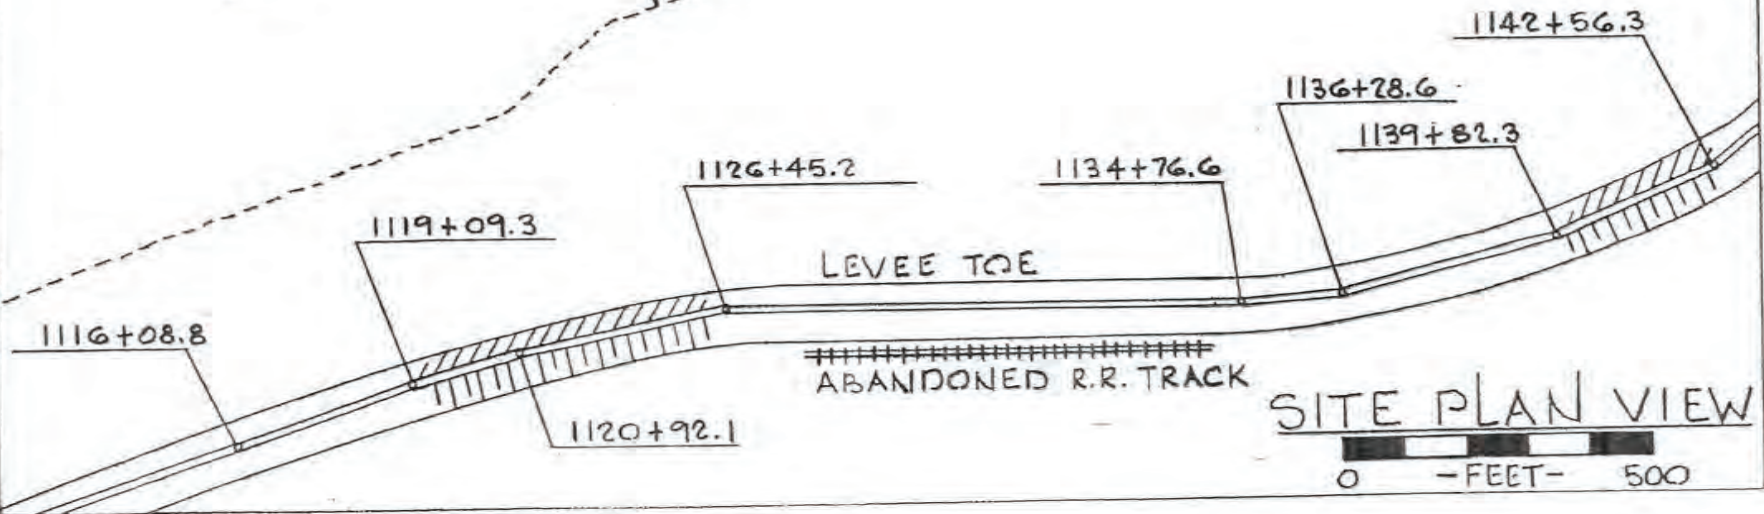 1142+56.3
1136+28.6
1139+82.3
1126+45.2
1134+76.6
1119+09.3
LEVEE TOE
1116+08.8
ABANDONED R.R. TRACK
1120+92.1
SITE PLAN VIEW
0 -FEET- 500